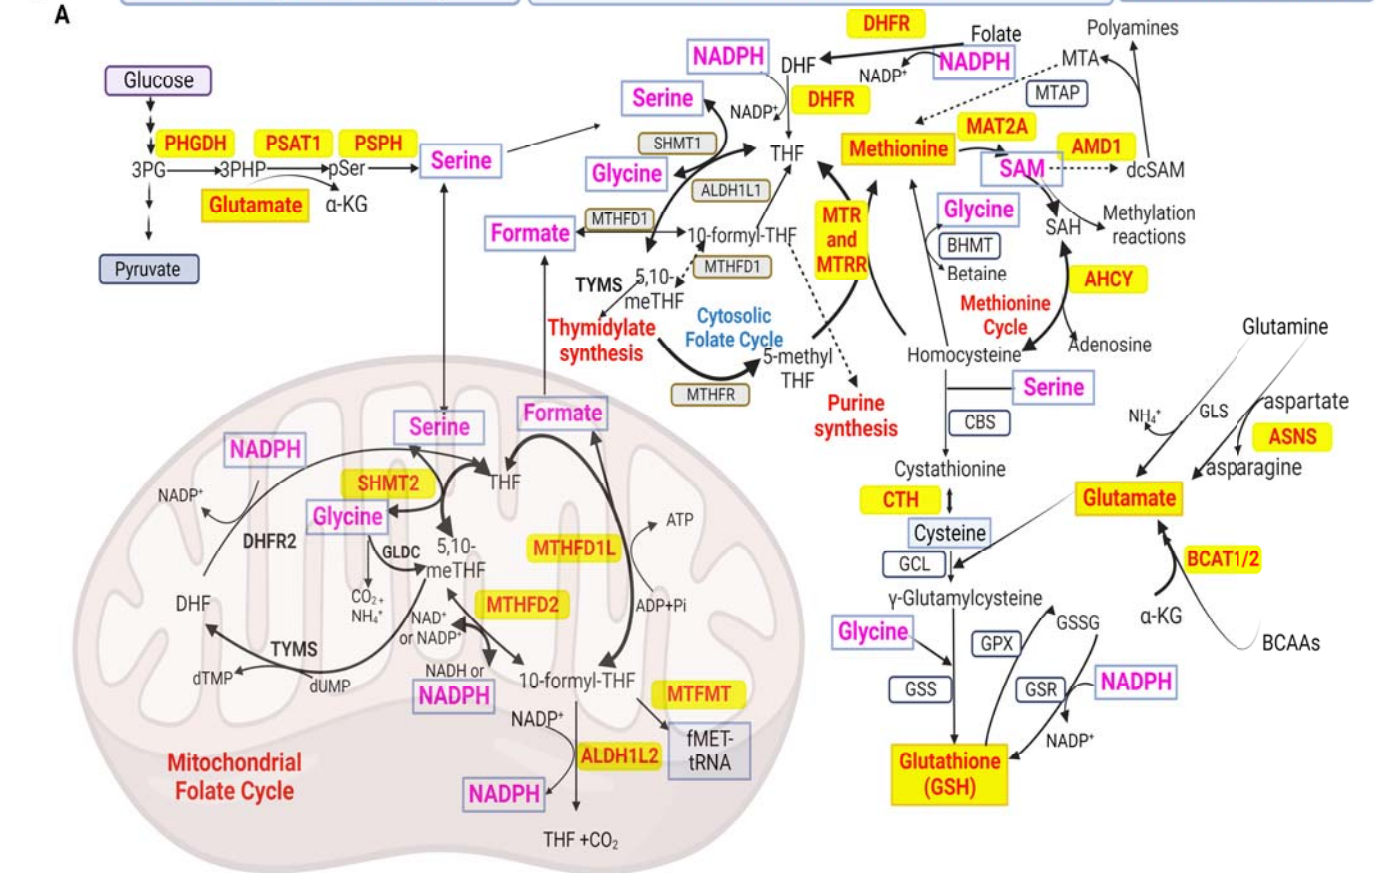 A
Glucose
PHGDH
PSAT1
PSPH
3PG
3PHP
pSer
Serine
Glutamate
α-KG
Pyruvate
DHFR
Folate
NADPH
DHF
NADP⁺
NADPH
Serine
NADP⁺
DHFR
SHMT1
THF
Glycine
ALDH1L1
MTHFD1
Formate
10-formyl-THF
MTHFD1
TYMS
5,10-
meTHF
Thymidylate
synthesis
Cytosolic
Folate Cycle
5-methyl
THF
MTHFR
Purine
synthesis
MTR
and
MTRR
Polyamines
MTA
MTAP
MAT2A
Methionine
AMD1
SAM
dcSAM
Glycine
SAH
Methylation
reactions
BHMT
Betaine
AHCY
Methionine
Cycle
Homocysteine
Adenosine
Serine
CBS
Cystathionine
CTH
Cysteine
GCL
γ-Glutamylcysteine
Glycine
GPX
GSSG
GSS
GSR
NADPH
NADP⁺
Glutathione
(GSH)
Glutamine
NH₄⁺
GLS
aspartate
ASNS
asparagine
Glutamate
BCAT1/2
α-KG
BCAAs
Serine
Formate
NADPH
SHMT2
THF
NADP⁺
Glycine
ATP
DHFR2
GLDC
5,10-
meTHF
MTHFD1L
CO₂ +
NH₄⁺
MTHFD2
ADP+Pi
DHF
NAD⁺
or NADP⁺
TYMS
dTMP
dUMP
NADH or
NADPH
10-formyl-THF
MTFMT
NADP⁺
fMET-
tRNA
ALDH1L2
Mitochondrial
Folate Cycle
NADPH
THF +CO₂